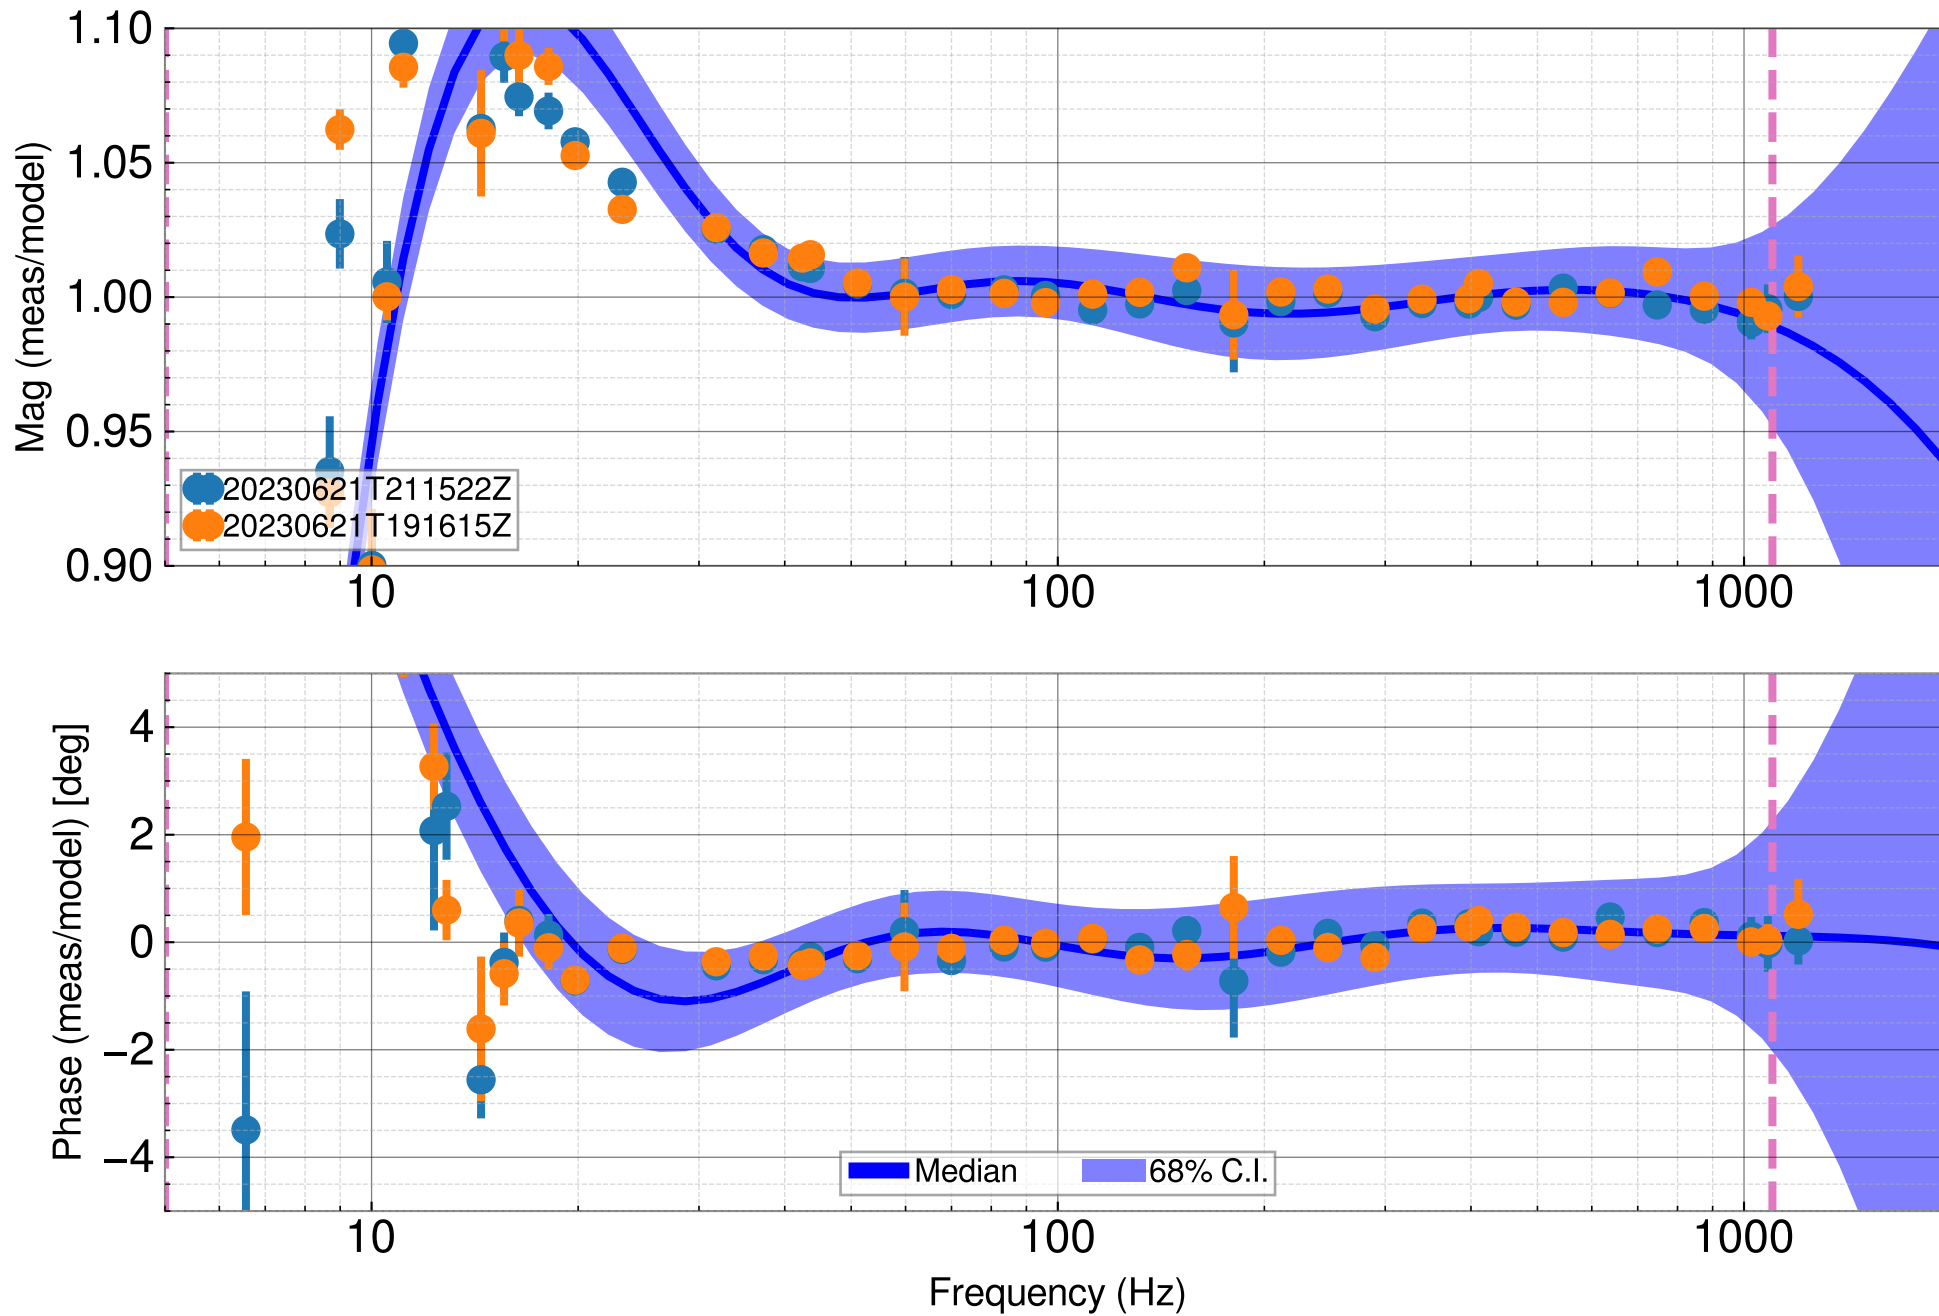 1.10
1.05
1.00
0.95
0.90
Mag (meas/model)
20230621T211522Z
20230621T191615Z
10
100
1000
4
2
0
−2
−4
Phase (meas/model) [deg]
Median
68% C.I.
10
100
1000
Frequency (Hz)